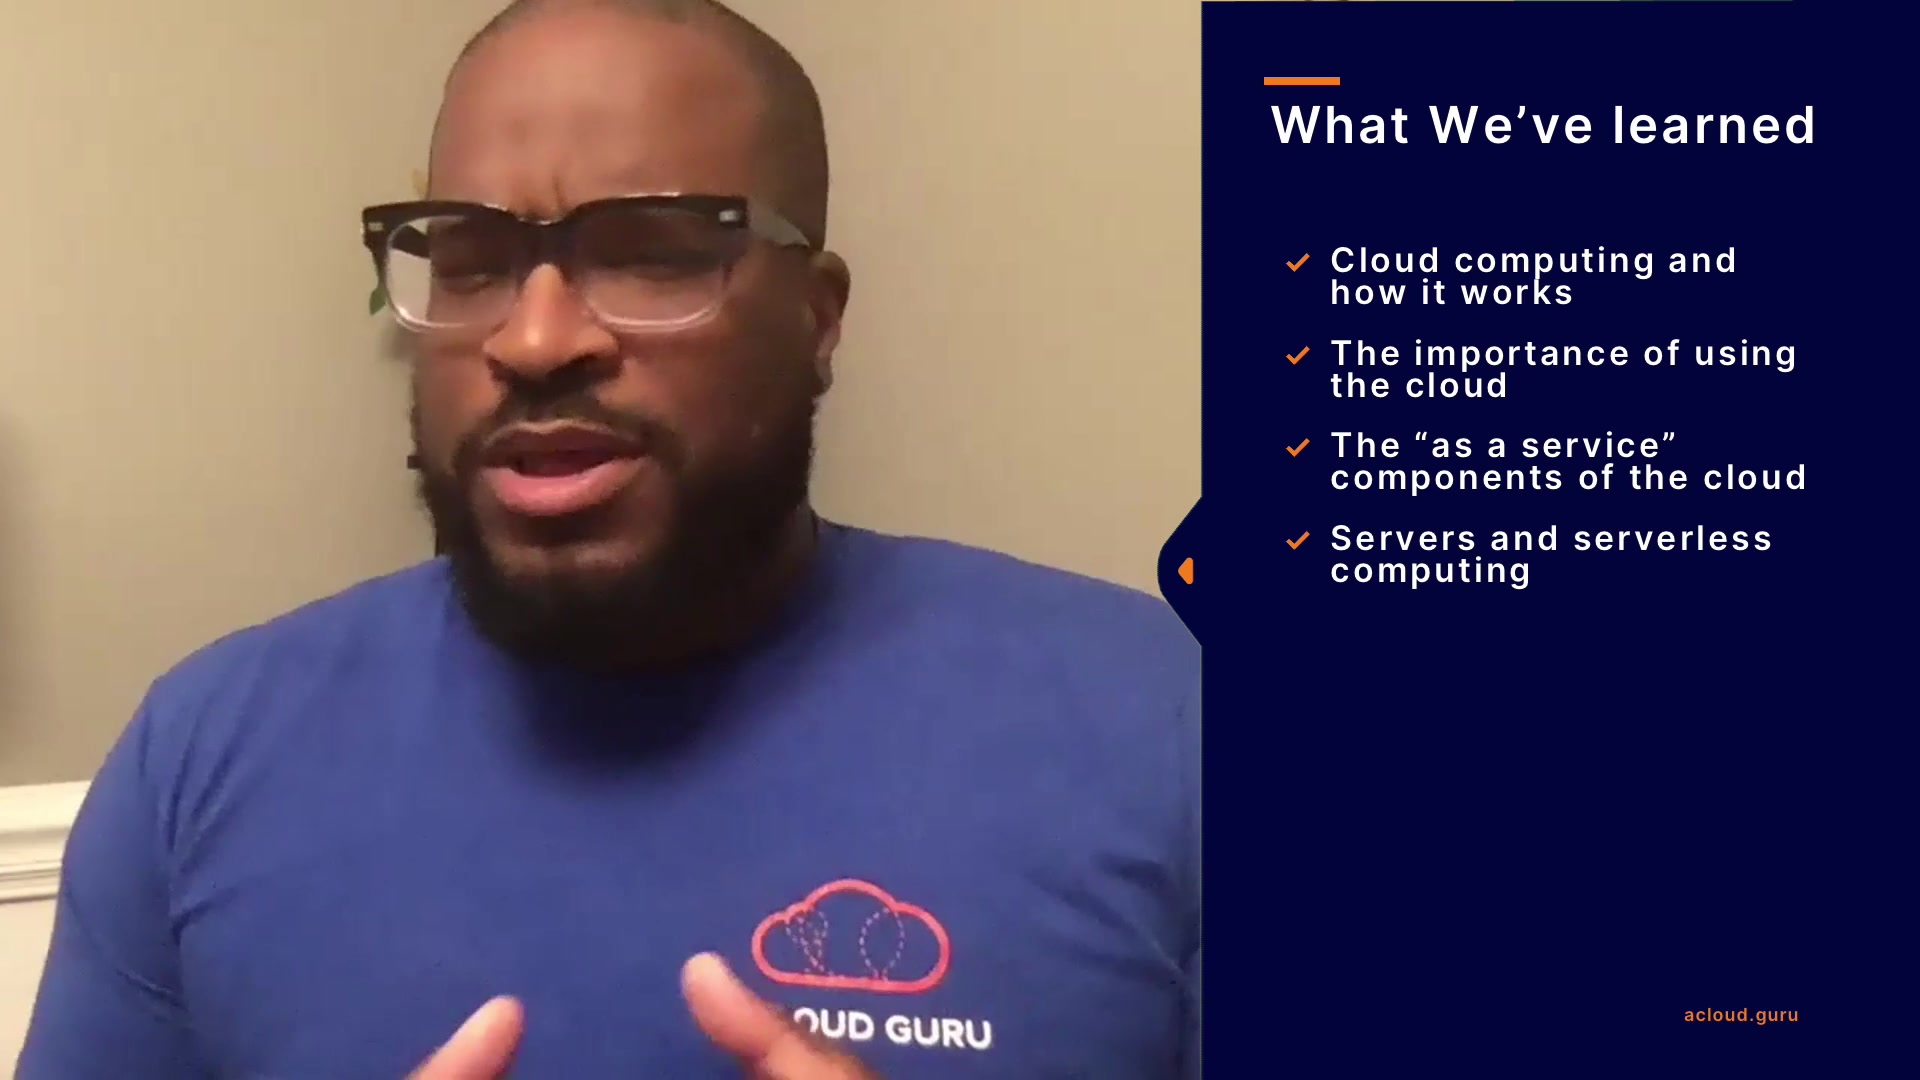 What We’ve learned
Cloud computing and
how it works
The importance of using
the cloud
The “as a service”
components of the cloud
Servers and serverless
computing
acloud.guru
GURU